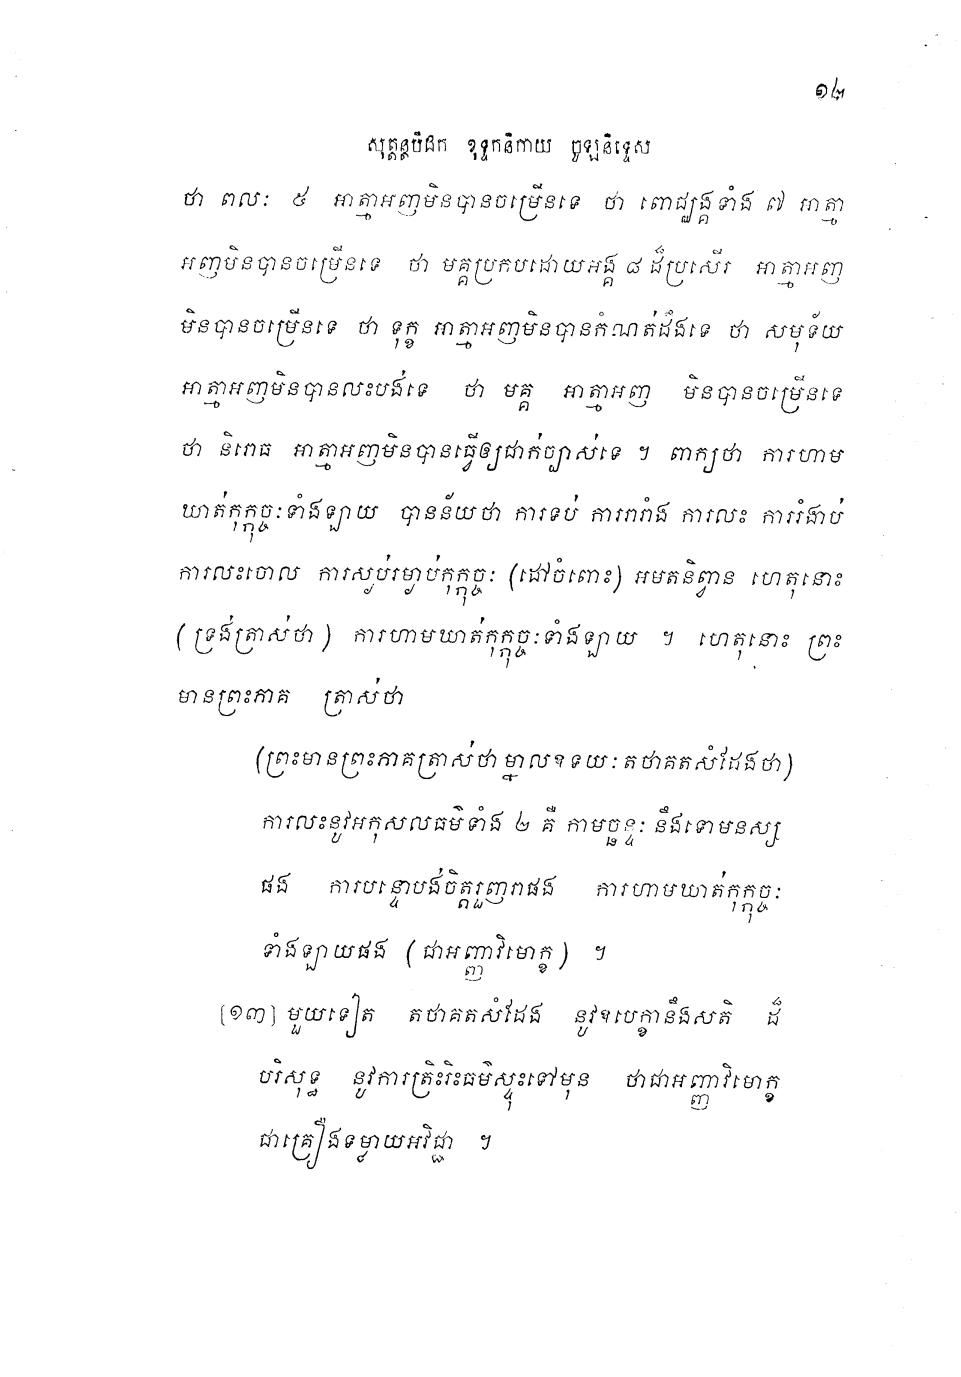 ១៤
សុត្តន្តបិដក ខុទ្ទកនិកាយ ចូឡនិទ្ទេស
ថា ពលៈ ៥ អាត្មាអញមិនបានចម្រើនទេ ថា ពោជ្ឈង្គទាំង ៧ អាត្មា
អញមិនបានចម្រើនទេ ថា មគ្គប្រកបដោយអង្គ ៨ ដ៏ប្រសើរ អាត្មាអញ
មិនបានចម្រើនទេ ថា ទុក្ខ អាត្មាអញមិនបានកំណត់ដឹងទេ ថា សមុទ័យ
អាត្មាអញមិនបានលះបង់ទេ ថា មគ្គ អាត្មាអញ មិនបានចម្រើនទេ
ថា និរោធ អាត្មាអញមិនបានធ្វើឲ្យជាក់ច្បាស់ទេ ។ ពាក្យថា ការហាម
ឃាត់កុក្កុច្ចៈទាំងឡាយ បានន័យថា ការទប់ ការរារាំង ការលះ ការរំងាប់
ការលះចោល ការស្ងប់រម្ងាប់កុក្កុច្ចៈ (ដៅចំពោះ) អមតនិព្វាន ហេតុនោះ
(ទ្រង់ត្រាស់ថា) ការហាមឃាត់កុក្កុច្ចៈទាំងឡាយ ។ ហេតុនោះ ព្រះ
មានព្រះភាគ ត្រាស់ថា
(ព្រះមានព្រះភាគត្រាស់ថា ម្នាលឧទយៈ តថាគតសំដែងថា)
ការលះនូវអកុសលធម៌ទាំង ២ គឺ កាមច្ឆន្ទៈ នឹងទោមនស្ស
ផង ការបន្ទោបង់ចិត្តរួញរាផង ការហាមឃាត់កុក្កុច្ចៈ
ទាំងឡាយផង (ជាអញ្ញាវិមោក្ខ) ។
[១៣] មួយទៀត តថាគតសំដែង នូវឧបេក្ខានឹងសតិ ដ៏
បរិសុទ្ធ នូវការត្រិះរិះធម៌ស្ទុះទៅមុន ថាជាអញ្ញាវិមោក្ខ
ជាគ្រឿងទម្លាយអវិជ្ជា ។